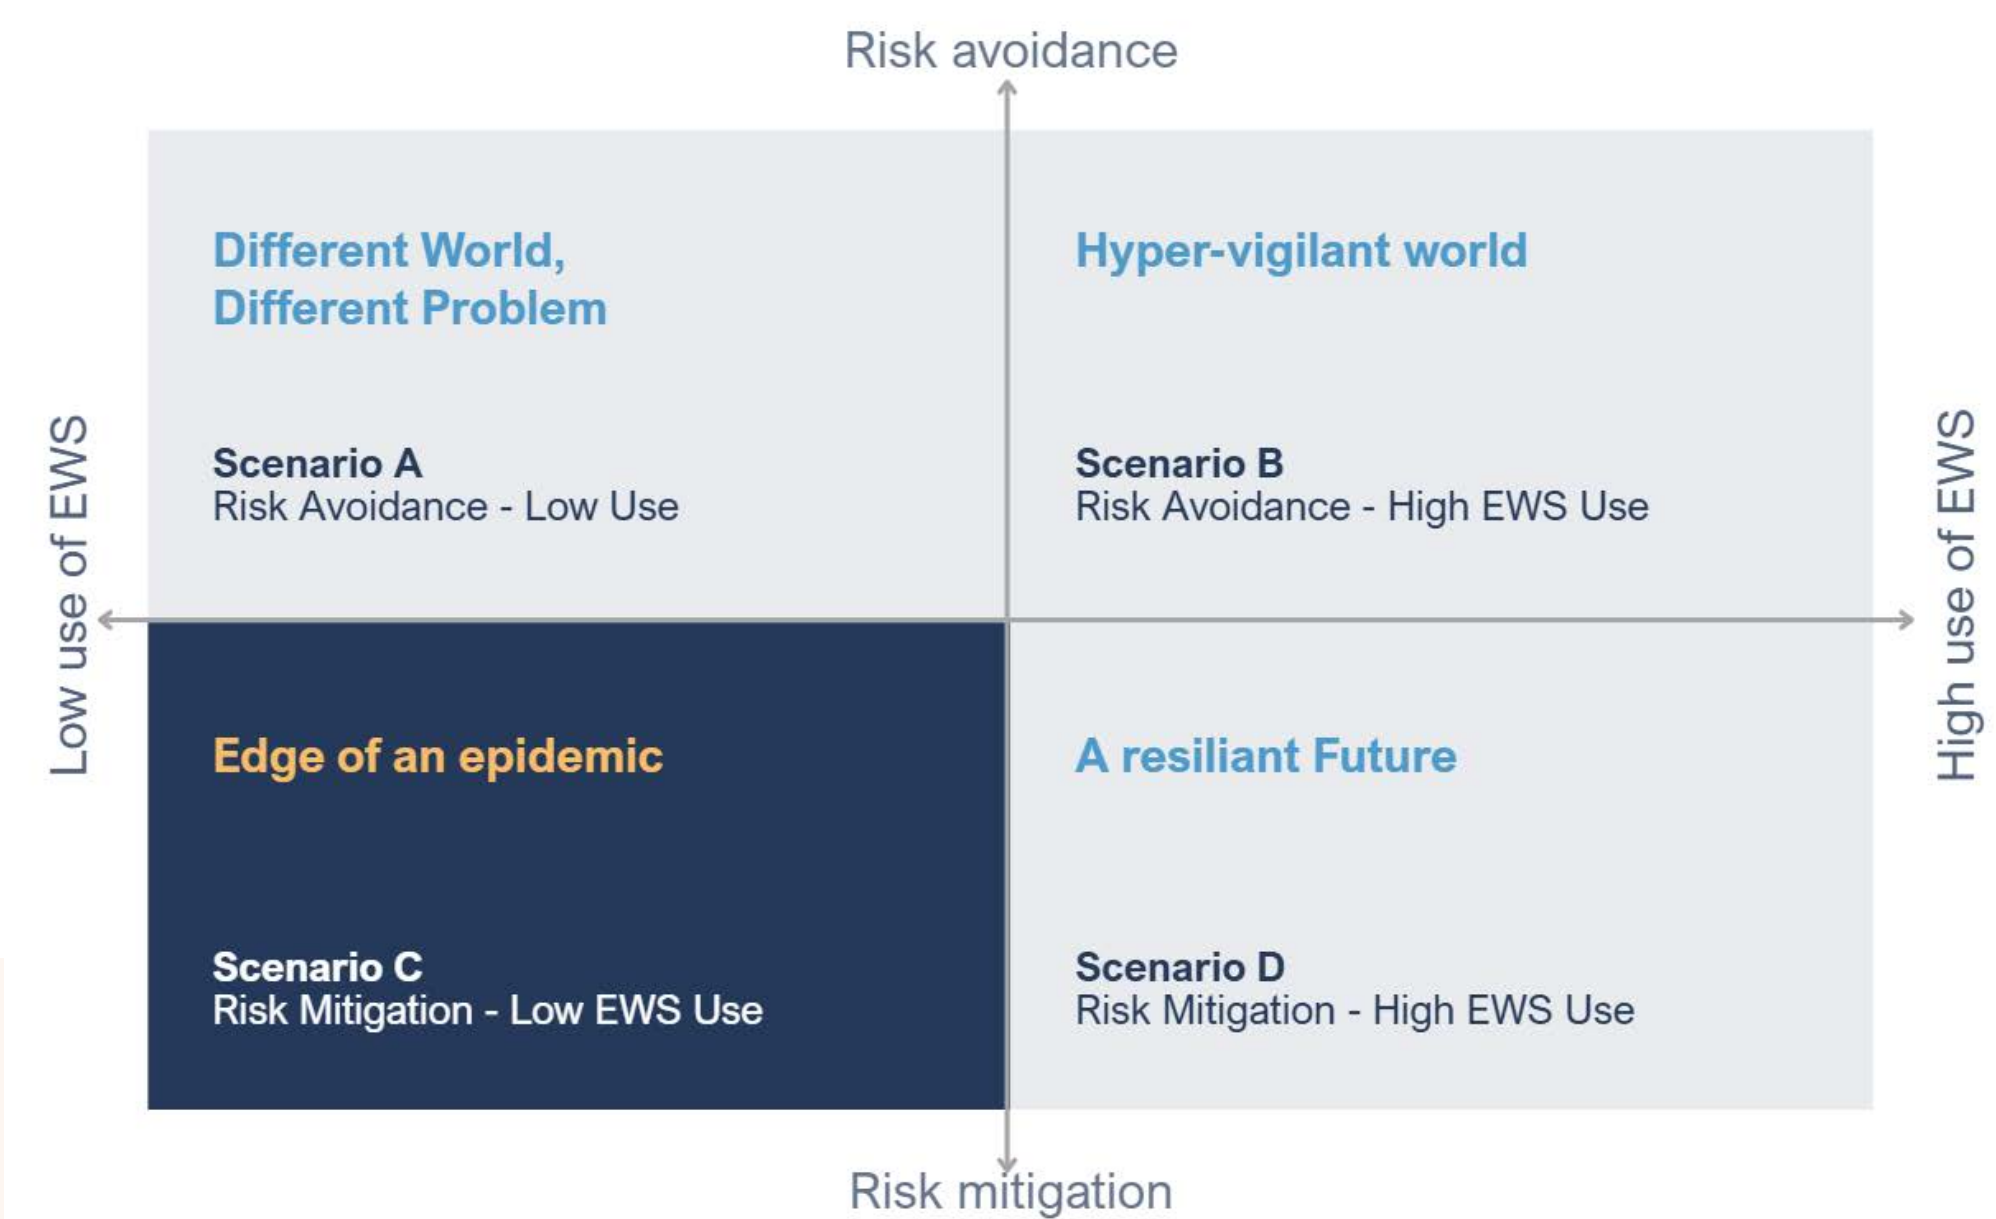 Risk avoidance
Different World,
Different Problem
Hyper-vigilant world
Scenario A
Risk Avoidance - Low Use
Scenario B
Risk Avoidance - High EWS Use
Low use of EWS
High use of EWS
Edge of an epidemic
A resiliant Future
Scenario C
Risk Mitigation - Low EWS Use
Scenario D
Risk Mitigation - High EWS Use
Risk mitigation